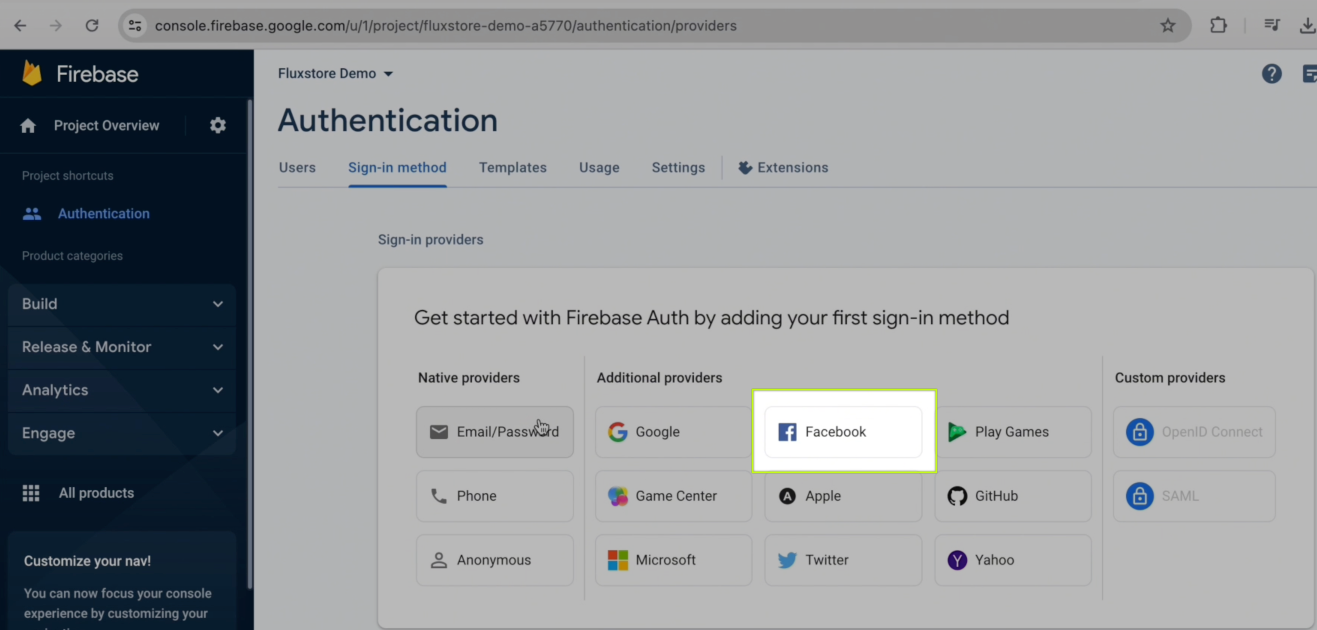 console.firebase.google.com/u/1/project/fluxstore-demo-a5770/authentication/providers
Firebase
Project Overview
Project shortcuts
Authentication
Product categories
Build
Release & Monitor
Analytics
Engage
All products
Customize your nav!
You can now focus your console
experience by customizing your
Fluxstore Demo
Authentication
Users Sign-in method Templates Usage Settings Extensions
Sign-in providers
Get started with Firebase Auth by adding your first sign-in method
Native providers
Email/Password
Phone
Anonymous
Additional providers
Google Facebook Play Games
Game Center Apple GitHub
Microsoft Twitter Yahoo
Custom providers
OpenID Connect
SAML